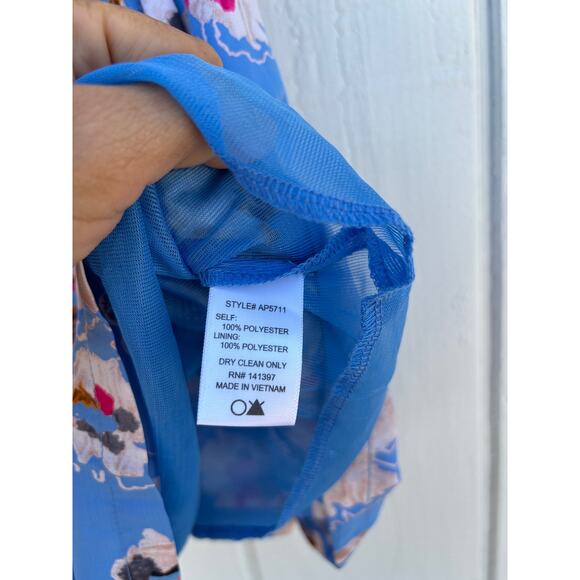 STYLE# AP5711
SELF:
100% POLYESTER
LINING:
100% POLYESTER
DRY CLEAN ONLY
RN# 141397
MADE IN VIETNAM